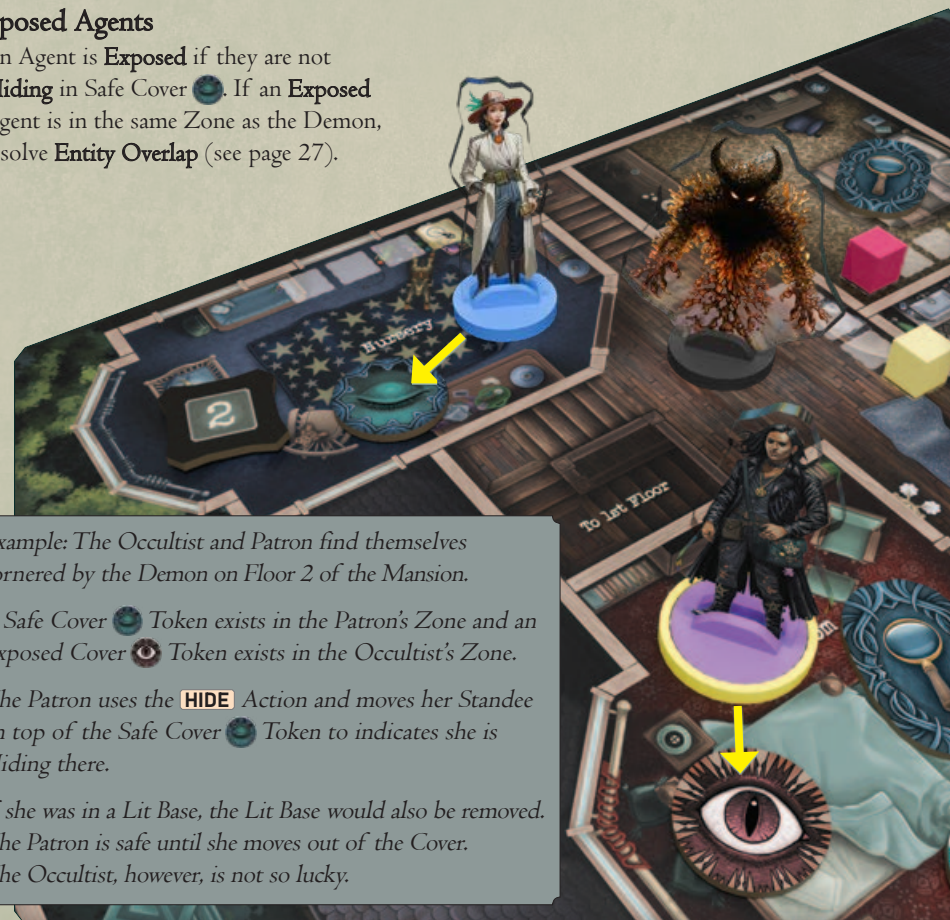 posed Agents
n Agent is Exposed if they are not
Hiding in Safe Cover . If an Exposed
gent is in the same Zone as the Demon,
solve Entity Overlap (see page 27).
Nursery
2
To 1st Floor
om
xample: The Occultist and Patron find themselves
ornered by the Demon on Floor 2 of the Mansion.
Safe Cover Token exists in the Patron's Zone and an
xposed Cover Token exists in the Occultist's Zone.
he Patron uses the HIDE Action and moves her Standee
n top of the Safe Cover Token to indicates she is
Hiding there.
f she was in a Lit Base, the Lit Base would also be removed.
he Patron is safe until she moves out of the Cover.
he Occultist, however, is not so lucky.